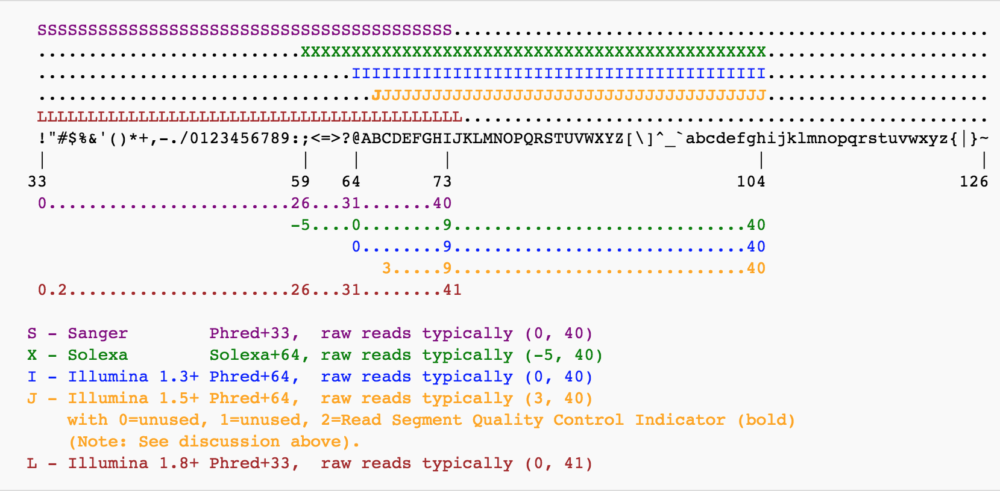 SSSSSSSSSSSSSSSSSSSSSSSSSSSSSSSSSSSSSSSSS.....................................................
..........................XXXXXXXXXXXXXXXXXXXXXXXXXXXXXXXXXXXXXXXXXXXXXX......................
...............................IIIIIIIIIIIIIIIIIIIIIIIIIIIIIIIIIIIIIIIII......................
.................................JJJJJJJJJJJJJJJJJJJJJJJJJJJJJJJJJJJJJJJ......................
LLLLLLLLLLLLLLLLLLLLLLLLLLLLLLLLLLLLLLLLLL....................................................
!"#$%&'()*+,-./0123456789:;<=>?@ABCDEFGHIJKLMNOPQRSTUVWXYZ[\]^_`abcdefghijklmnopqrstuvwxyz{|}~
| | | | | |
33 59 64 73 104 126
0........................26...31.......40
-5....0........9.............................40
0........9.............................40
3.....9.............................40
0.2......................26...31........41
S - Sanger Phred+33, raw reads typically (0, 40)
X - Solexa Solexa+64, raw reads typically (-5, 40)
I - Illumina 1.3+ Phred+64, raw reads typically (0, 40)
J - Illumina 1.5+ Phred+64, raw reads typically (3, 40)
with 0=unused, 1=unused, 2=Read Segment Quality Control Indicator (bold)
(Note: See discussion above).
L - Illumina 1.8+ Phred+33, raw reads typically (0, 41)